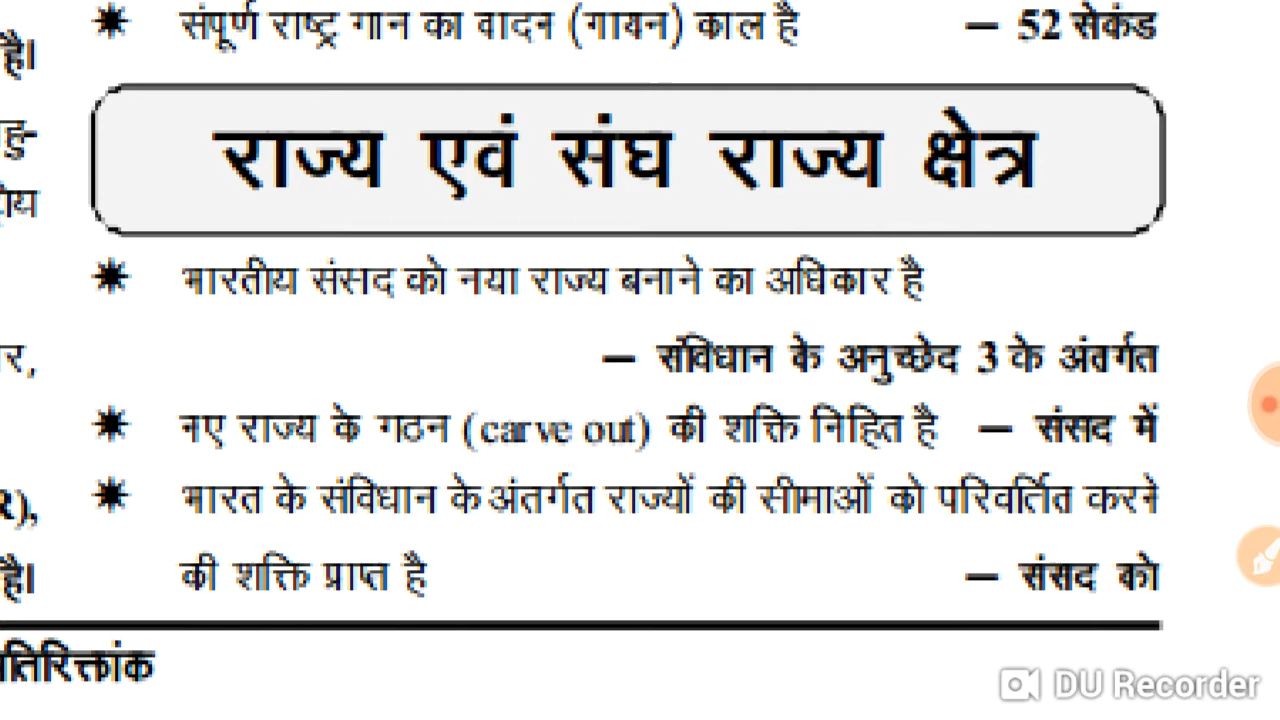 * संपूर्ण राष्ट्र गान का वादन (गायन) काल है – 52 सेकंड
है।
राज्य एवं संघ राज्य क्षेत्र
* भारतीय संसद को नया राज्य बनाने का अधिकार है
– संविधान के अनुच्छेद 3 के अंतर्गत
* नए राज्य के गठन (carve out) की शक्ति निहित है – संसद में
* भारत के संविधान के अंतर्गत राज्यों की सीमाओं को परिवर्तित करने
की शक्ति प्राप्त है – संसद को
है।
DU Recorder